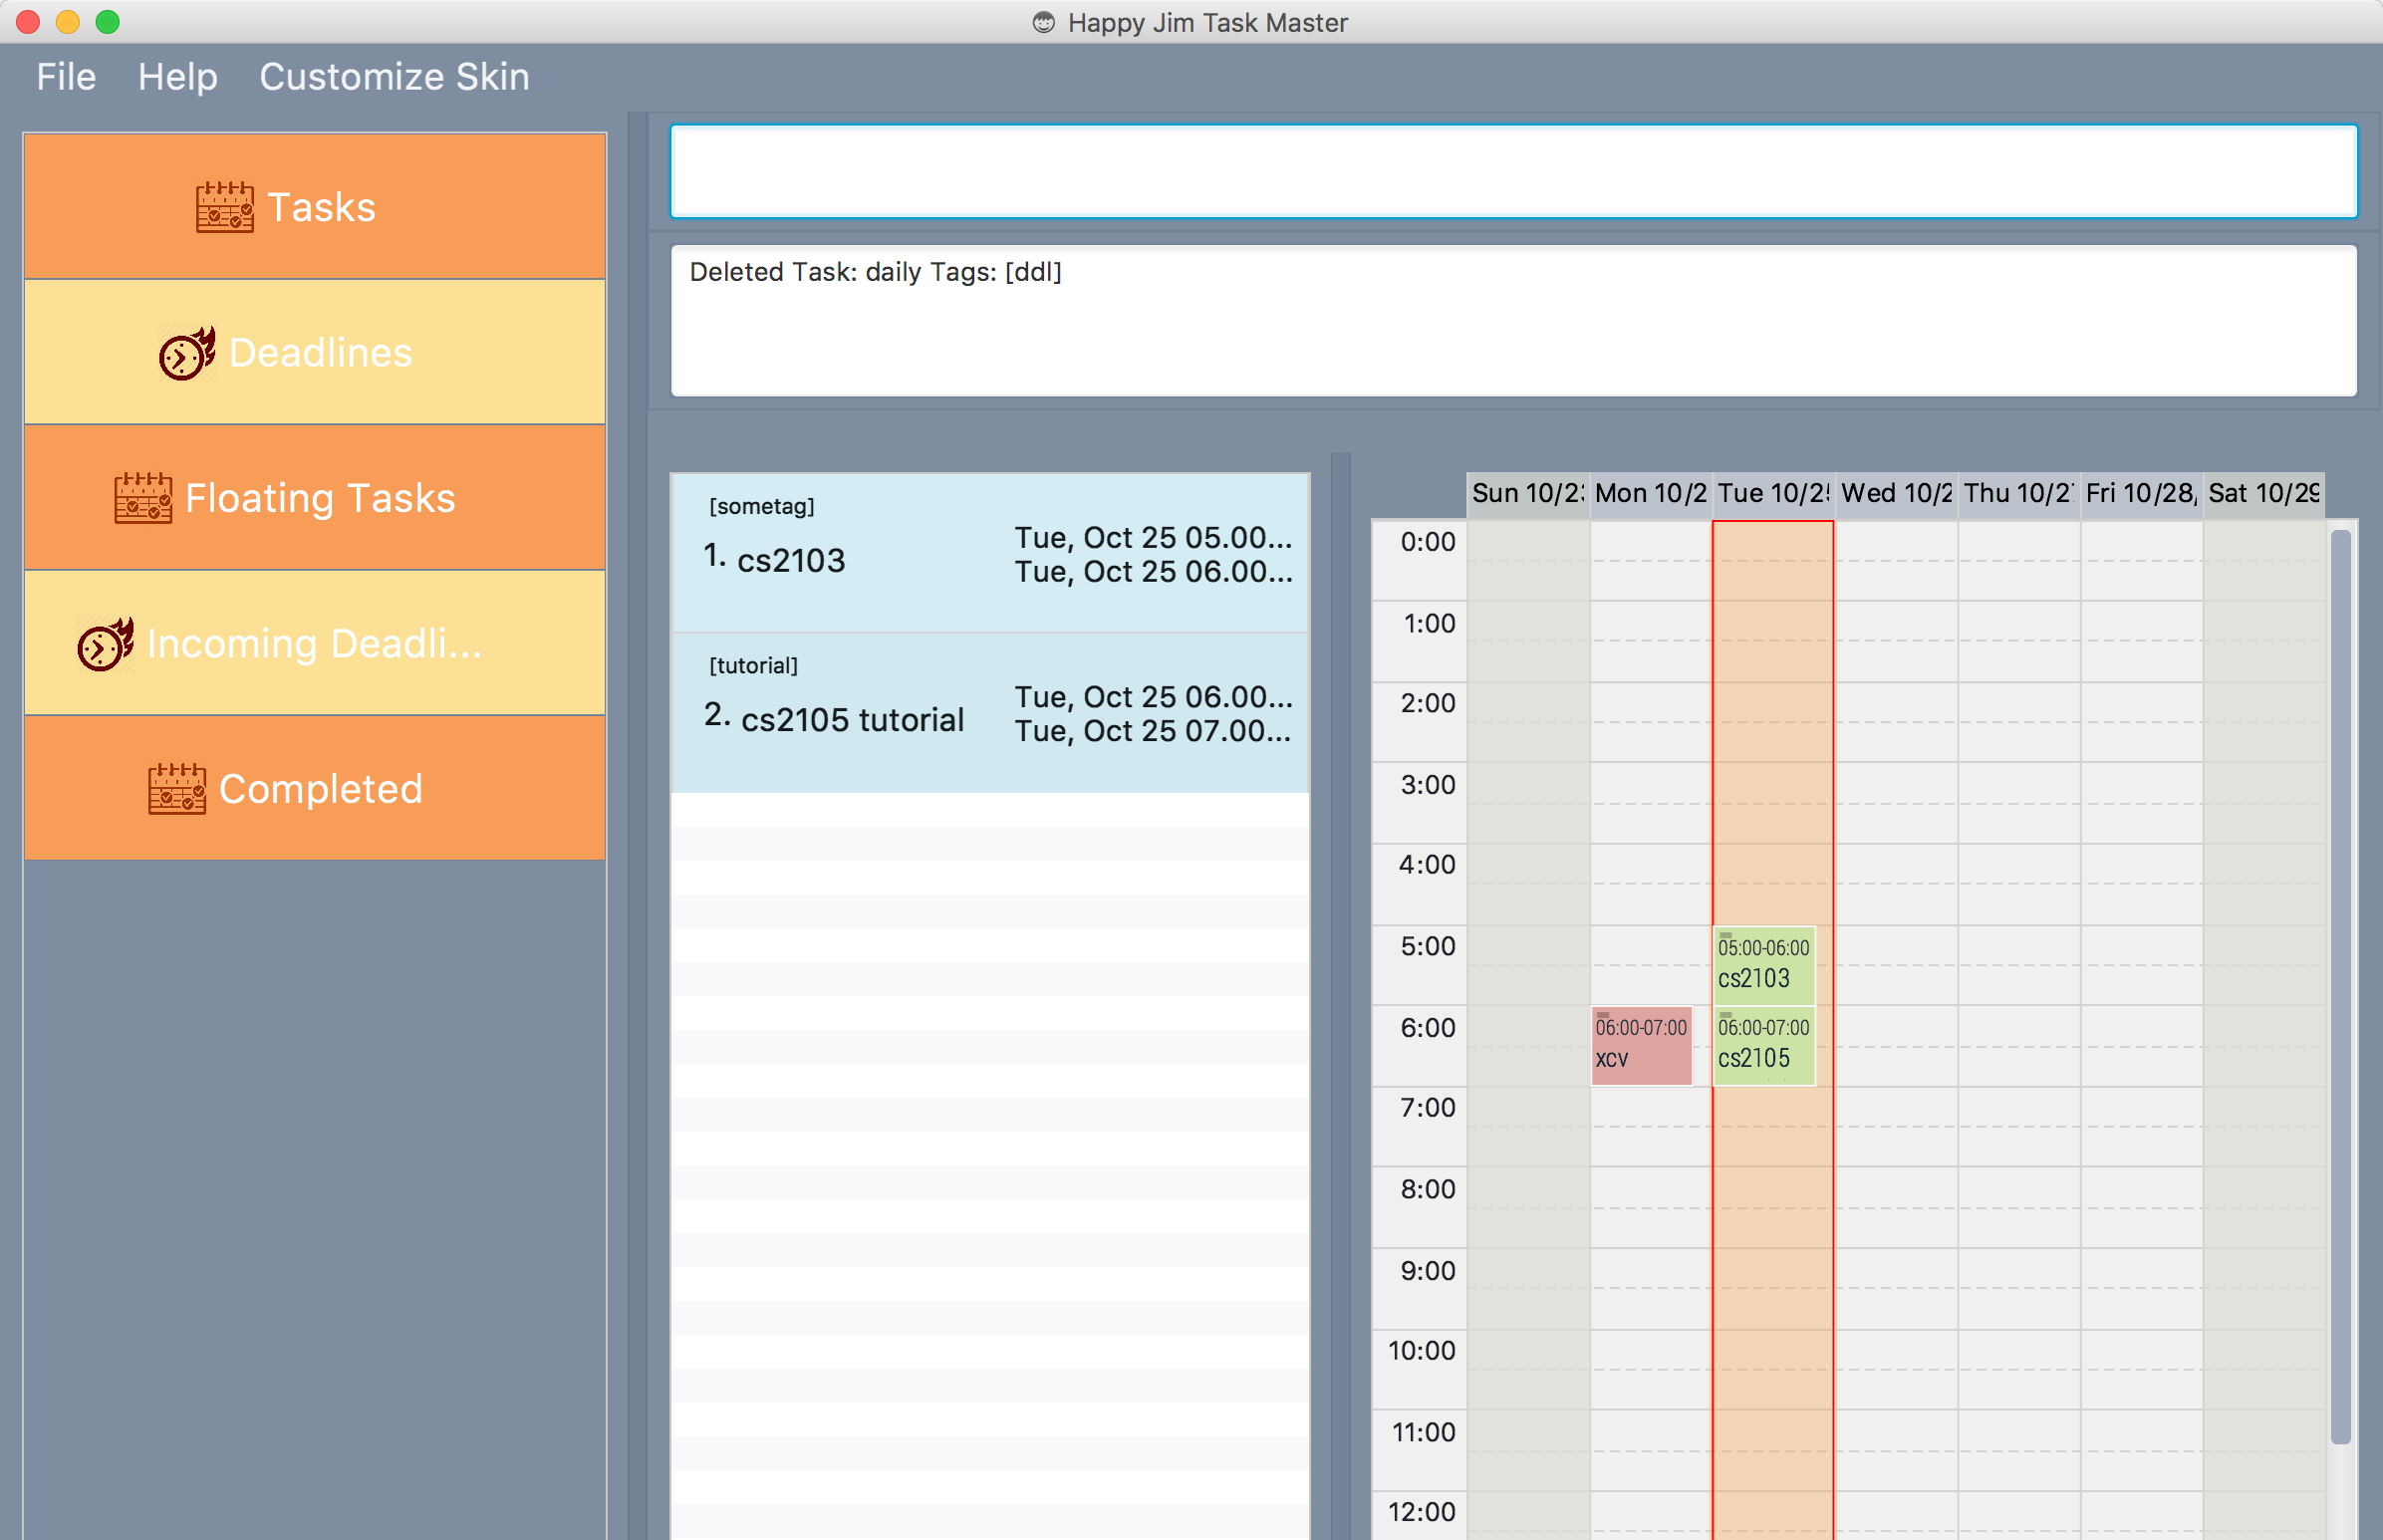 Happy Jim Task Master
File Help Customize Skin
Tasks
Deadlines
Floating Tasks
Incoming Deadli...
Completed
Deleted Task: daily Tags: [ddl]
[sometag]
1. cs2103
Tue, Oct 25 05.00...
Tue, Oct 25 06.00...
[tutorial]
2. cs2105 tutorial
Tue, Oct 25 06.00...
Tue, Oct 25 07.00...
Sun 10/2 Mon 10/2 Tue 10/2 Wed 10/2 Thu 10/2 Fri 10/28, Sat 10/29
0:00
1:00
2:00
3:00
4:00
5:00
05:00-06:00
cs2103
6:00
06:00-07:00
xcv
06:00-07:00
cs2105
7:00
8:00
9:00
10:00
11:00
12:00